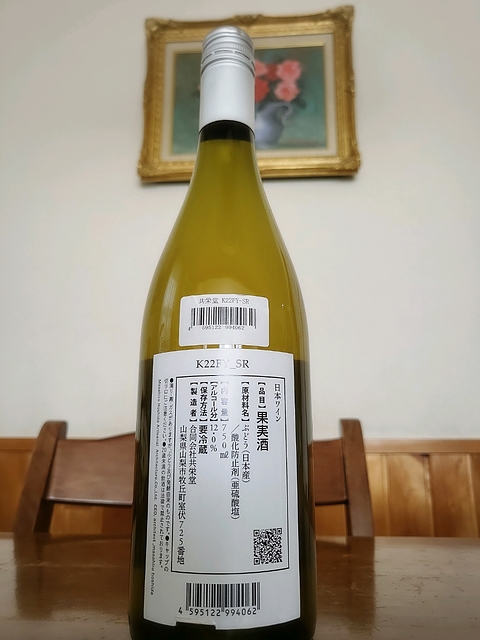 共栄堂 K22FY-SR
4 595122 994062
K22FY_SR
日本ワイン
【品目】果実酒
【原材料名】ぶどう(日本産)
酸化防止剤(亜硫酸塩)
【内容量】750ml
【アルコール分】12.0%
【保存方法】要冷蔵
【製造者】合同会社共栄堂
山梨県山梨市牧丘町室伏725番地
4 595122 994062